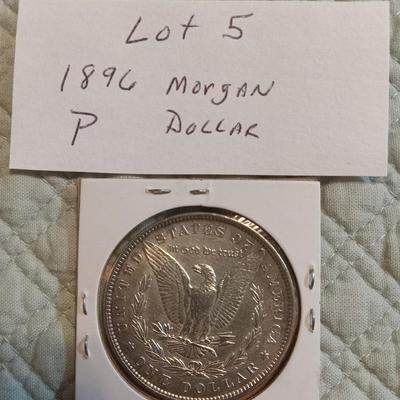 Lot 5
1896 Morgan
P Dollar
UNITED STATES OF AMERICA
In God we trust
ONE DOLLAR